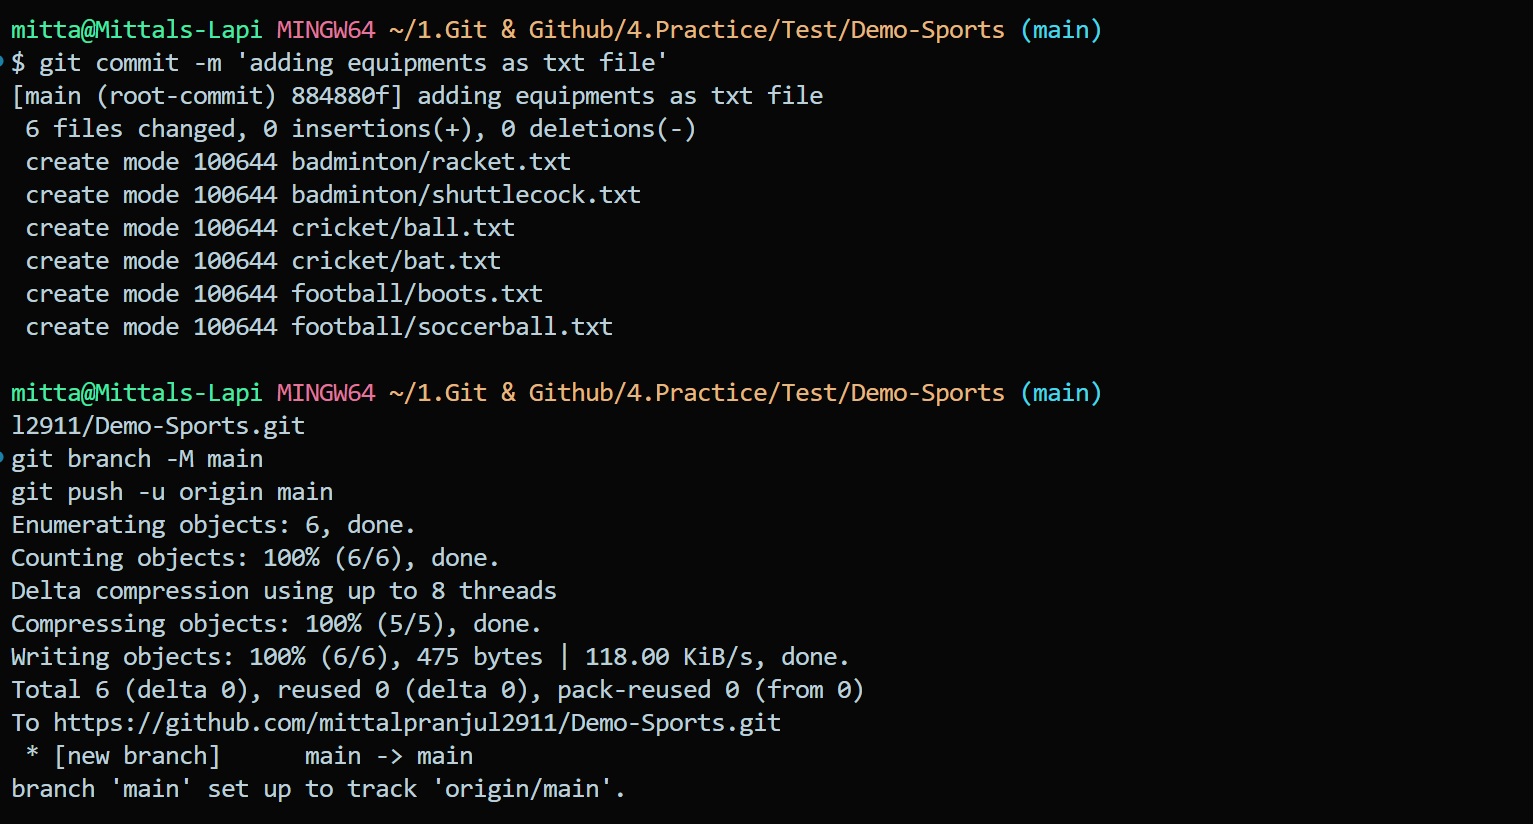 mitta@Mittals-Lapi MINGW64 ~/1.Git & Github/4.Practice/Test/Demo-Sports (main)
$ git commit -m 'adding equipments as txt file'
[main (root-commit) 884880f] adding equipments as txt file
 6 files changed, 0 insertions(+), 0 deletions(-)
 create mode 100644 badminton/racket.txt
 create mode 100644 badminton/shuttlecock.txt
 create mode 100644 cricket/ball.txt
 create mode 100644 cricket/bat.txt
 create mode 100644 football/boots.txt
 create mode 100644 football/soccerball.txt

mitta@Mittals-Lapi MINGW64 ~/1.Git & Github/4.Practice/Test/Demo-Sports (main)
l2911/Demo-Sports.git
git branch -M main
git push -u origin main
Enumerating objects: 6, done.
Counting objects: 100% (6/6), done.
Delta compression using up to 8 threads
Compressing objects: 100% (5/5), done.
Writing objects: 100% (6/6), 475 bytes | 118.00 KiB/s, done.
Total 6 (delta 0), reused 0 (delta 0), pack-reused 0 (from 0)
To https://github.com/mittalpranjul2911/Demo-Sports.git
 * [new branch]      main -> main
branch 'main' set up to track 'origin/main'.